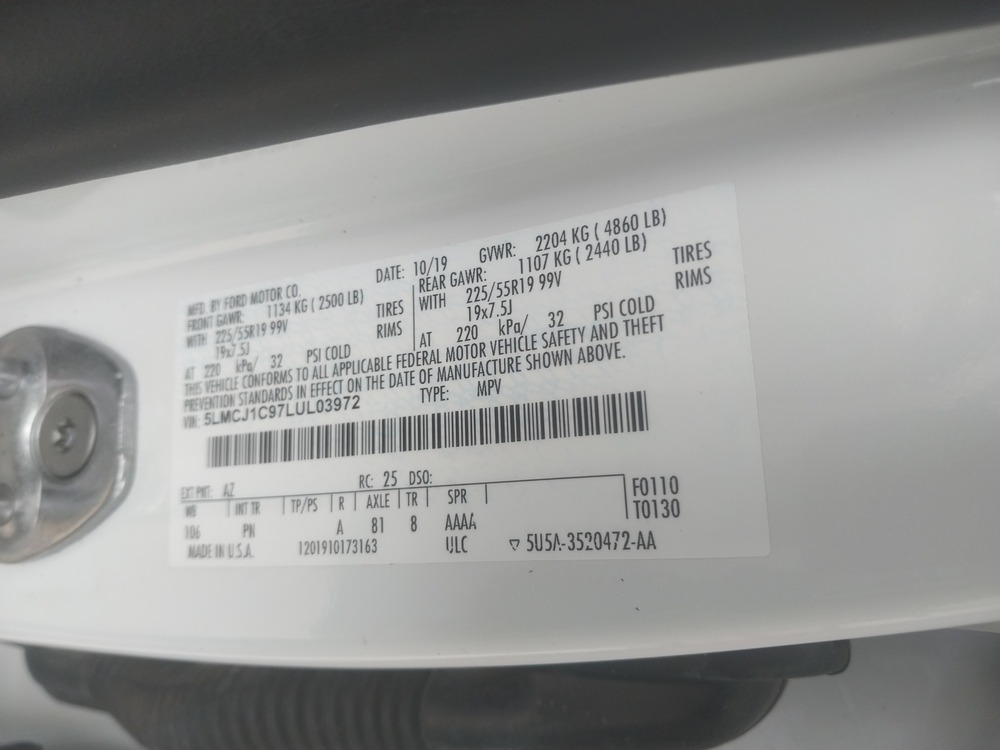 MFD. BY FORD MOTOR CO. DATE: 10/19 GVWR: 2204 KG ( 4860 LB)
FRONT GAWR: 1134 KG ( 2500 LB) REAR GAWR: 1107 KG ( 2440 LB)
WITH 225/55R19 99V TIRES WITH 225/55R19 99V TIRES
19x7.5J RIMS 19x7.5J RIMS
AT 220 kPa/ 32 PSI COLD AT 220 kPa/ 32 PSI COLD
THIS VEHICLE CONFORMS TO ALL APPLICABLE FEDERAL MOTOR VEHICLE SAFETY AND THEFT
PREVENTION STANDARDS IN EFFECT ON THE DATE OF MANUFACTURE SHOWN ABOVE.
VIN: 5LMCJ1C97LUL03972 TYPE: MPV
EXT PNT: AZ RC: 25 DSO:
WB INT TR TP/PS R AXLE TR SPR F0110
106 PN A 81 8 AAAA T0130
MADE IN U.S.A. 1201910173163 ULC ▽ 5U5A-3520472-AA